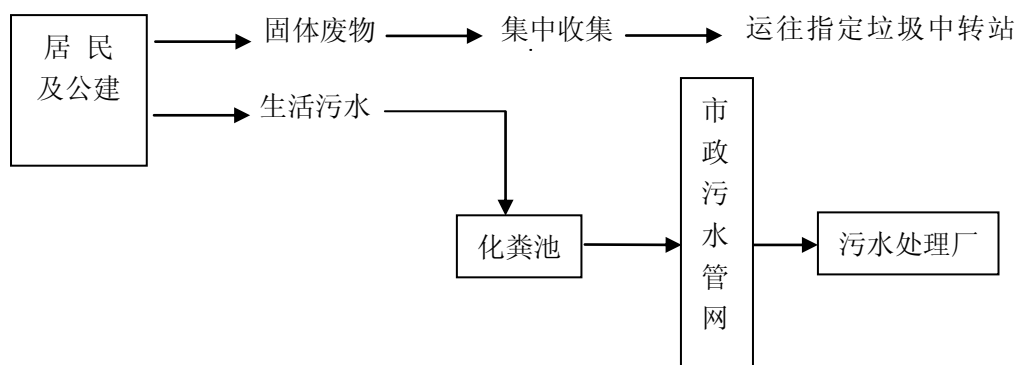 居 民
及公建
固体废物
集中收集
运往指定垃圾中转站
生活污水
化粪池
市政污水管网
污水处理厂